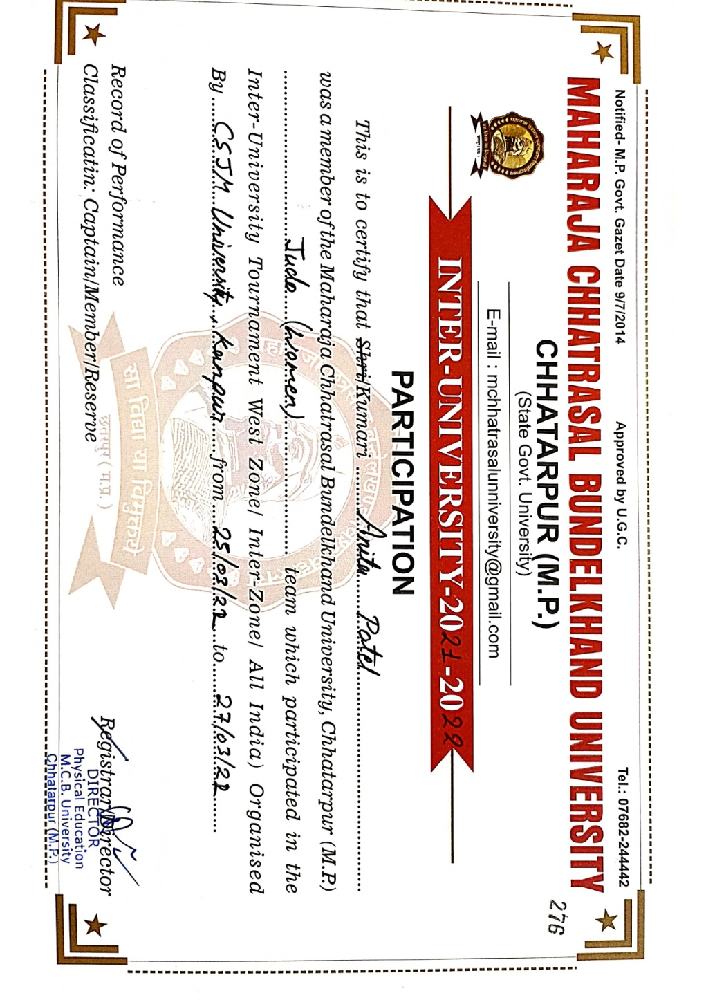 Notified- M.P. Govt. Gazet Date 9/7/2014 Approved by U.G.C. Tel.: 07682-244442
MAHARAJA CHHATRASAL BUNDELKHAND UNIVERSITY
276
CHHATARPUR (M.P.)
(State Govt. University)
E-mail : mchhatrasalunniversity@gmail.com
INTER-UNIVERSITY-2021-2022
PARTICIPATION
This is to certify that Shri/Kumari Anita Patel
was a member of the Maharaja Chhatrasal Bundelkhand University, Chhatarpur (M.P.)
Judo (Women) team which participated in the
Inter-University Tournament West Zone/ Inter-Zone/ All India) Organised
By CSJM University, Kanpur from 25/03/22 to 27/03/22
सा विद्या या विमुक्तये
छतरपुर ( म.प्र. )
Record of Performance
Classificatin: Captain/Member/Reserve
Registrar/Director
DIRECTOR
Physical Education
M.C.B. University
Chhatarpur (M.P.)